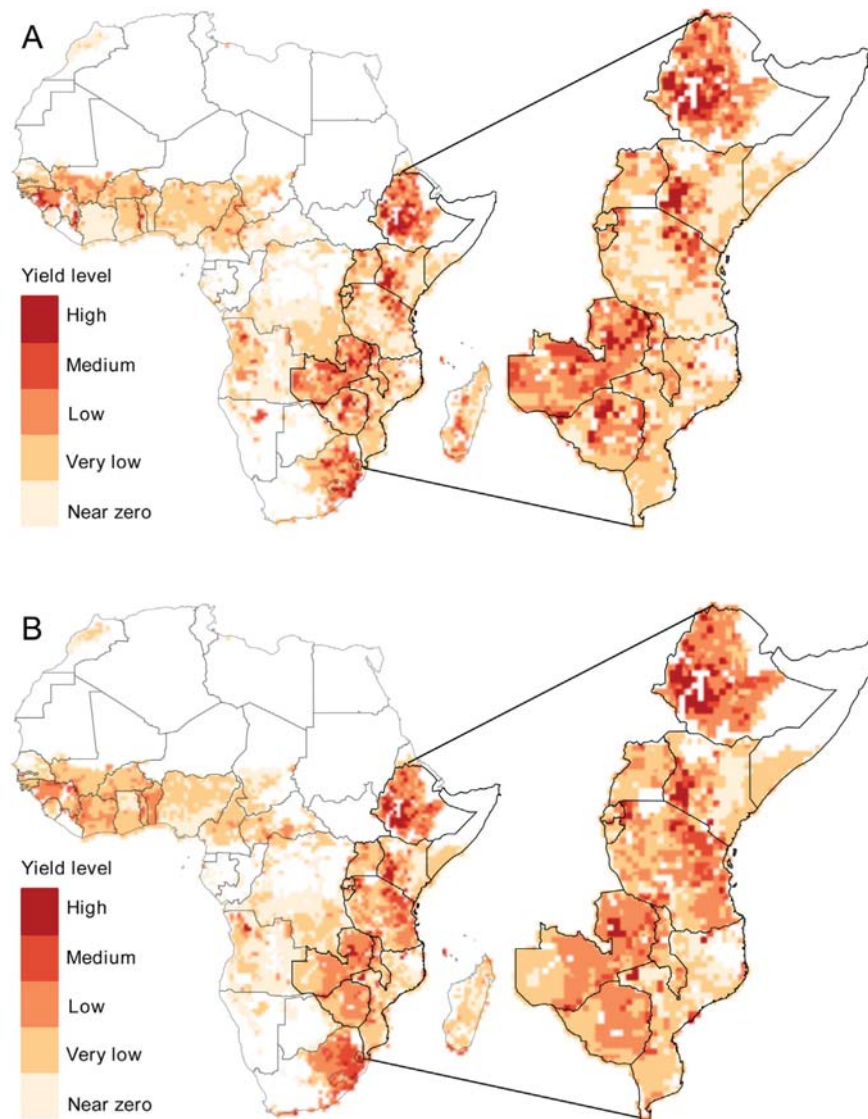 A
Yield level
High
Medium
Low
Very low
Near zero
B
Yield level
High
Medium
Low
Very low
Near zero